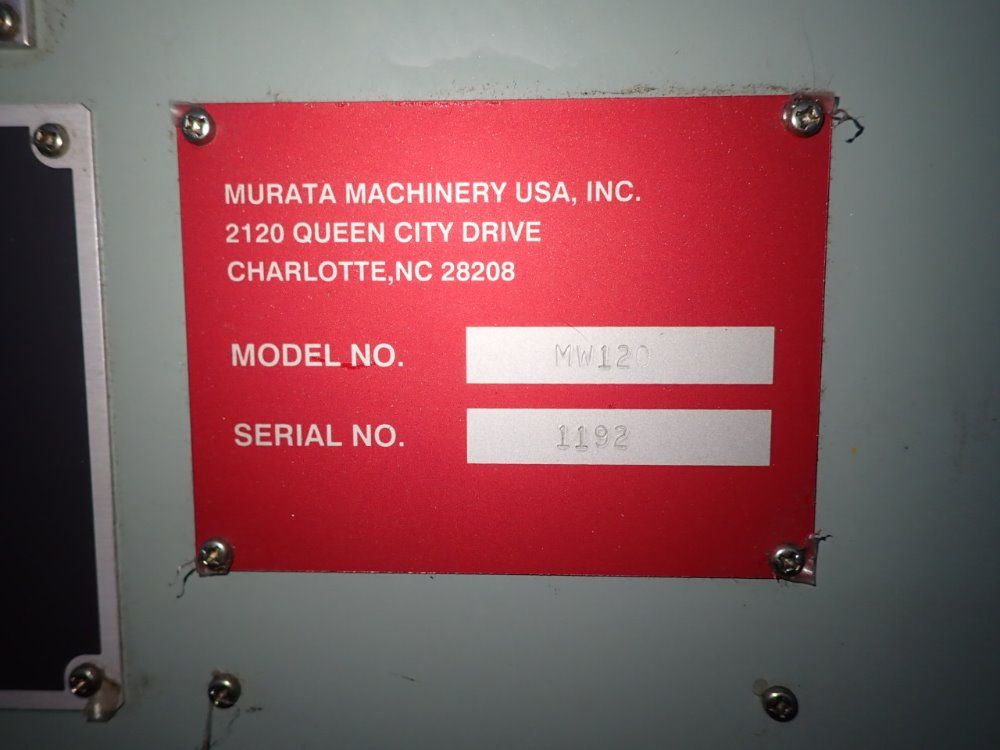 MURATA MACHINERY USA, INC.
2120 QUEEN CITY DRIVE
CHARLOTTE,NC 28208
MODEL NO. MW120
SERIAL NO. 1192